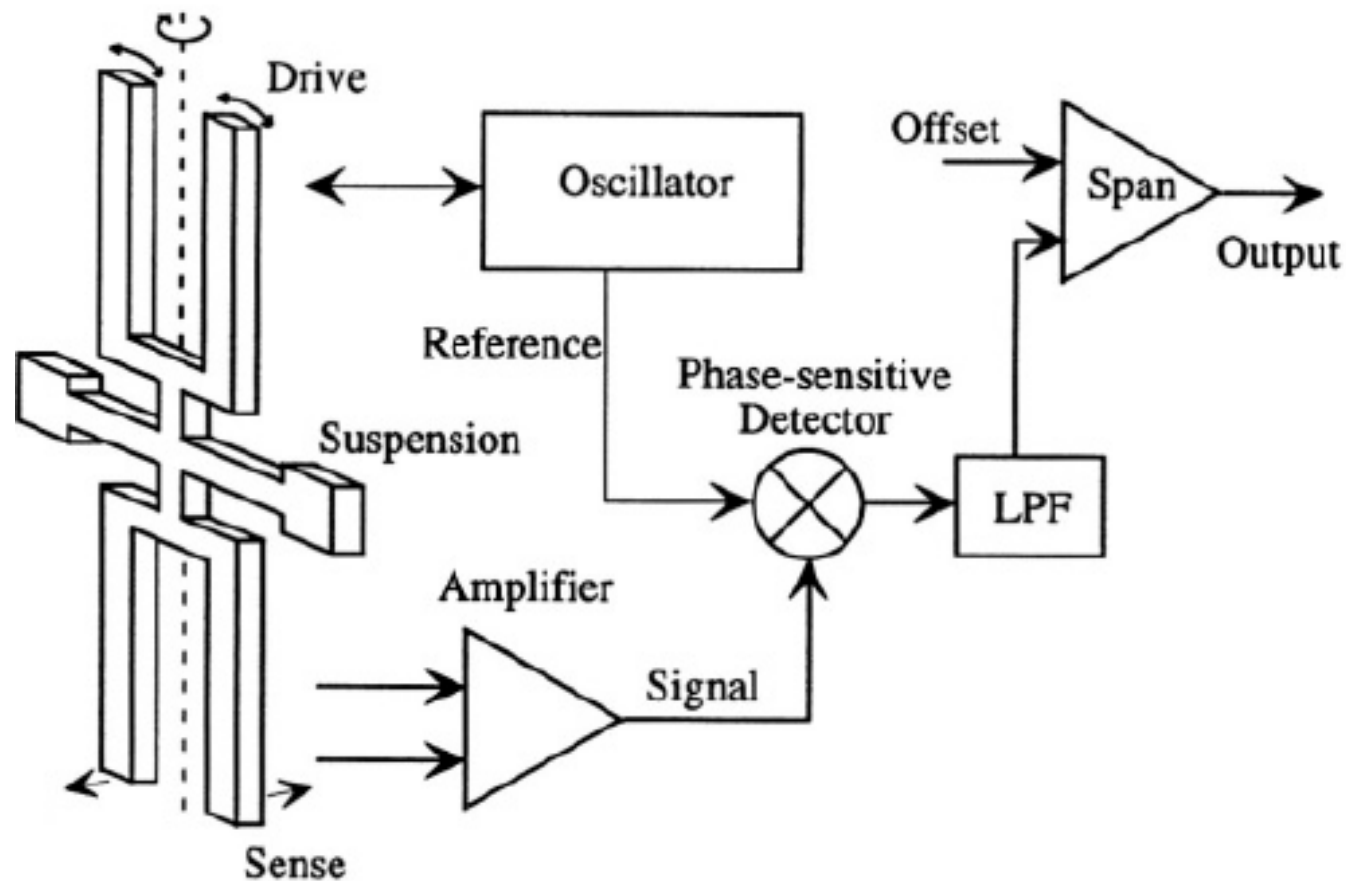 Drive
Oscillator
Offset
Span
Output
Reference
Phase-sensitive
Detector
Suspension
LPF
Amplifier
Signal
Sense